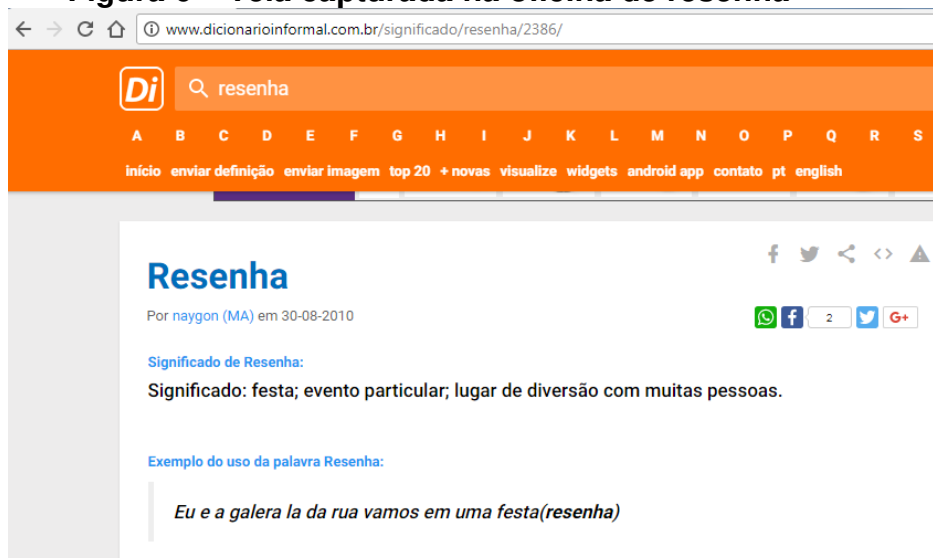 www.dicionarioinformal.com.br/significado/resenha/2386/
Di resenha
A B C D E F G H I J K L M N O P Q R S
início enviar definição enviar imagem top 20 + novas visualize widgets android app contato pt english
Resenha
Por naygon (MA) em 30-08-2010
2 G+
Significado de Resenha:
Significado: festa; evento particular; lugar de diversão com muitas pessoas.
Exemplo do uso da palavra Resenha:
Eu e a galera la da rua vamos em uma festa(resenha)